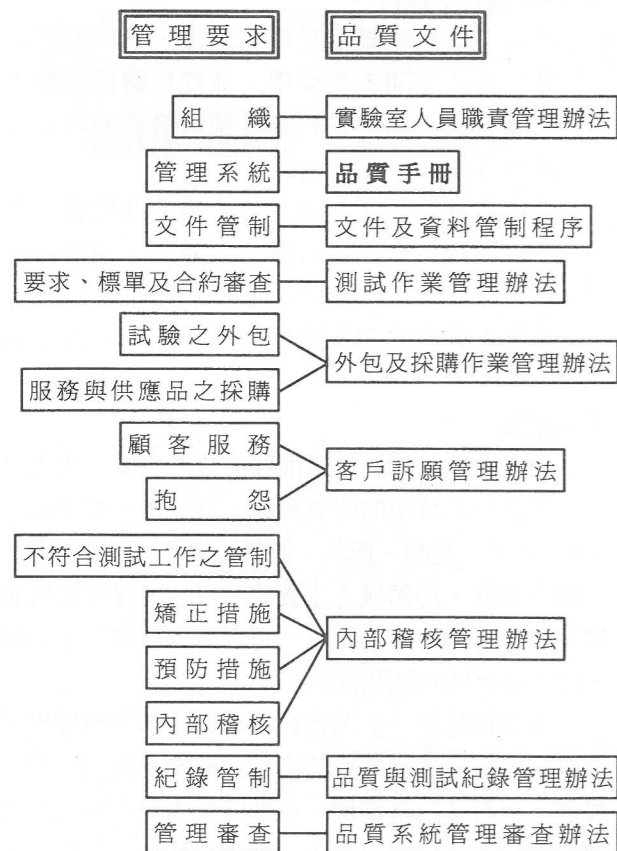 管理要求 品質文件
組織 實驗室人員職責管理辦法
管理系統 品質手冊
文件管制 文件及資料管制程序
要求、標單及合約審查 測試作業管理辦法
試驗之外包
外包及採購作業管理辦法
服務與供應品之採購
顧客服務
客戶訴願管理辦法
抱怨
不符合測試工作之管制
矯正措施
內部稽核管理辦法
預防措施
內部稽核
紀錄管制 品質與測試紀錄管理辦法
管理審查 品質系統管理審查辦法